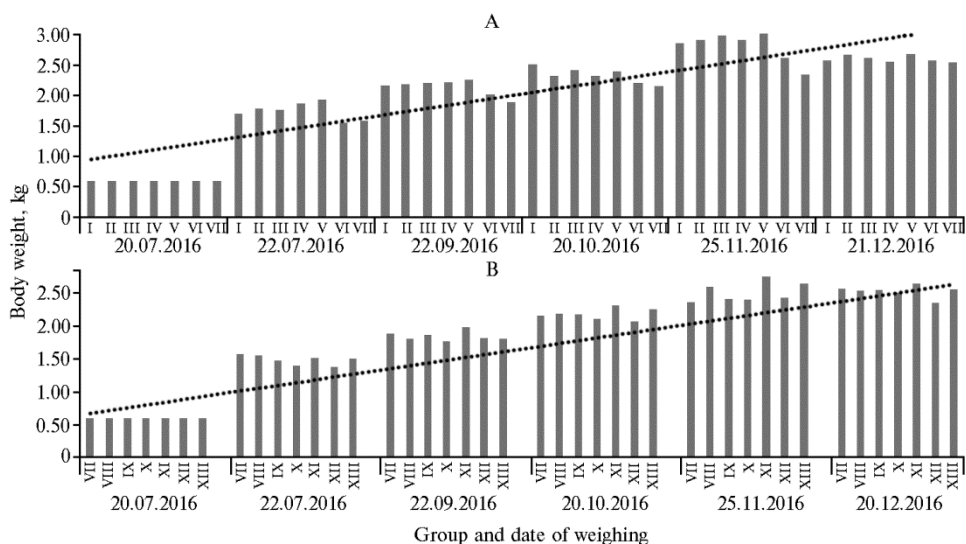 A
3.00
2.50
2.00
1.50
1.00
0.50
0
I II III IV V VI VII I II III IV V VI VII I II III IV V VI VII I II III IV V VI VII I II III IV V VI VII I II III IV V VI VII
20.07.2016 22.07.2016 22.09.2016 20.10.2016 25.11.2016 21.12.2016
Body weight, kg
B
2.50
2.00
1.50
1.00
0.50
0
VII VIII IX X XI XII XIII VII VIII IX X XI XII XIII VII VIII IX X XI XII XIII VII VIII IX X XI XII XIII VII VIII IX X XI XII XIII VII VIII IX X XI XII XIII
20.07.2016 22.07.2016 22.09.2016 20.10.2016 25.11.2016 20.12.2016
Group and date of weighing